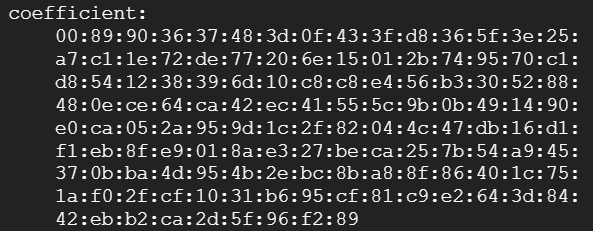 coefficient:
00:89:90:36:37:48:3d:0f:43:3f:d8:36:5f:3e:25:
a7:c1:1e:72:de:77:20:6e:15:01:2b:74:95:70:c1:
d8:54:12:38:39:6d:10:c8:c8:e4:56:b3:30:52:88:
48:0e:ce:64:ca:42:ec:41:55:5c:9b:0b:49:14:90:
e0:ca:05:2a:95:9d:1c:2f:82:04:4c:47:db:16:d1:
f1:eb:8f:e9:01:8a:e3:27:be:ca:25:7b:54:a9:45:
37:0b:ba:4d:95:4b:2e:bc:8b:a8:8f:86:40:1c:75:
1a:f0:2f:cf:10:31:b6:95:cf:81:c9:e2:64:3d:84:
42:eb:b2:ca:2d:5f:96:f2:89